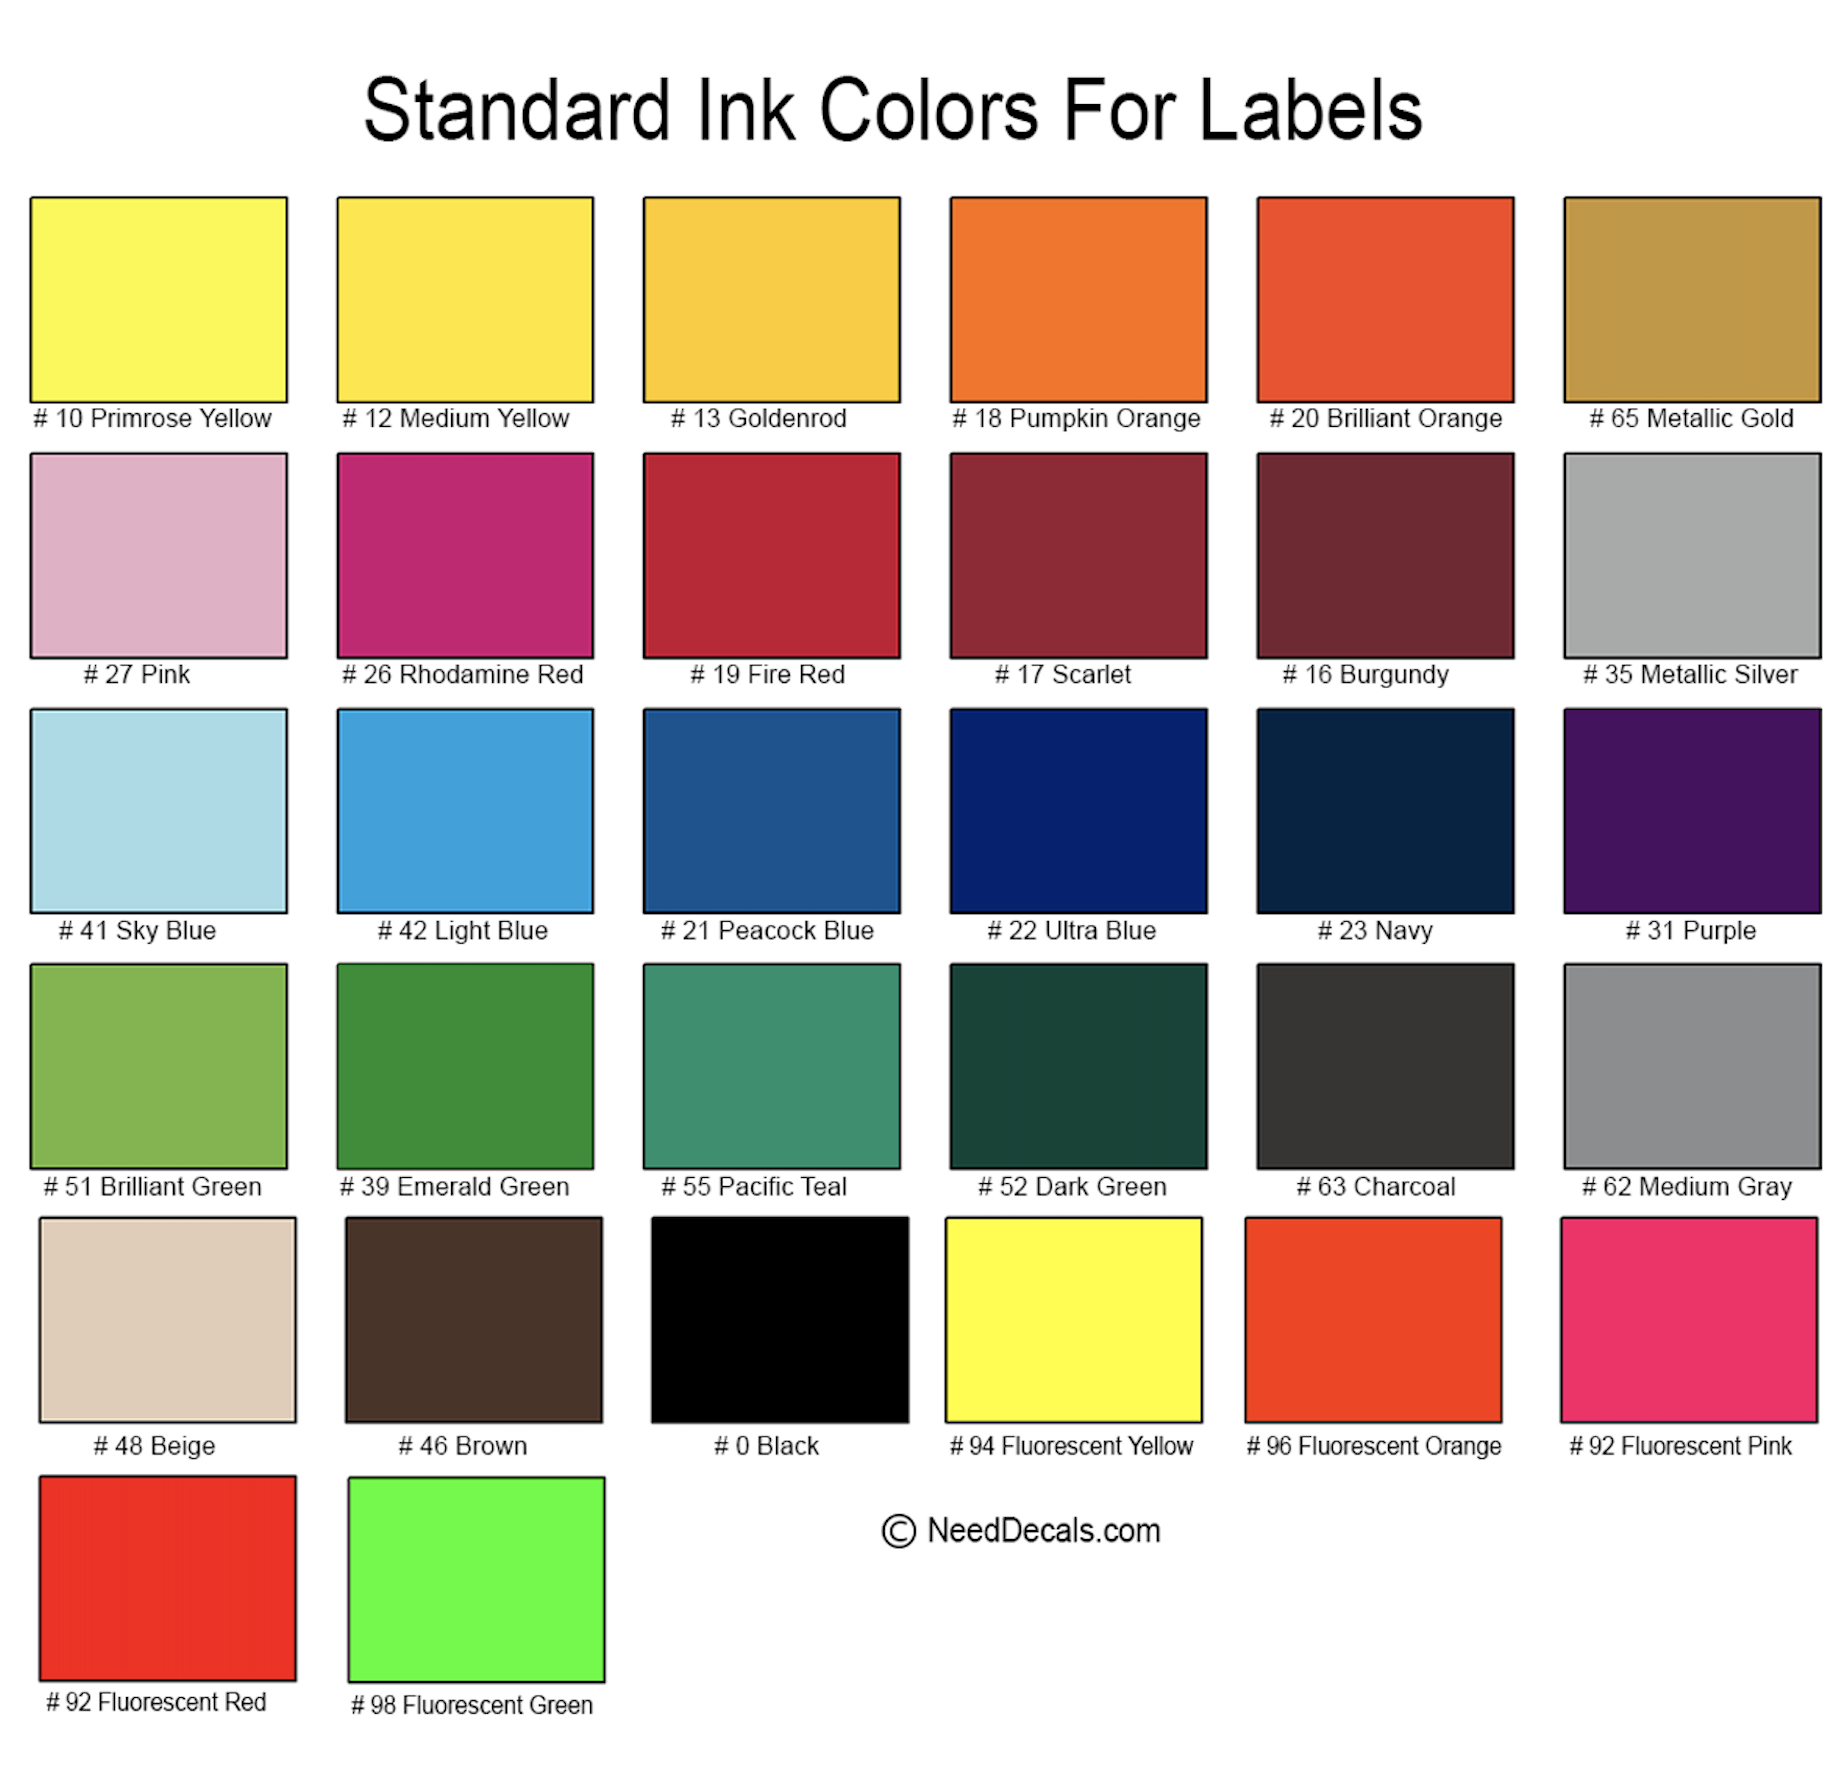 Standard Ink Colors For Labels
# 10 Primrose Yellow
# 12 Medium Yellow
# 13 Goldenrod
# 18 Pumpkin Orange
# 20 Brilliant Orange
# 65 Metallic Gold
# 27 Pink
# 26 Rhodamine Red
# 19 Fire Red
# 17 Scarlet
# 16 Burgundy
# 35 Metallic Silver
# 41 Sky Blue
# 42 Light Blue
# 21 Peacock Blue
# 22 Ultra Blue
# 23 Navy
# 31 Purple
# 51 Brilliant Green
# 39 Emerald Green
# 55 Pacific Teal
# 52 Dark Green
# 63 Charcoal
# 62 Medium Gray
# 48 Beige
# 46 Brown
# 0 Black
# 94 Fluorescent Yellow
# 96 Fluorescent Orange
# 92 Fluorescent Pink
# 92 Fluorescent Red
# 98 Fluorescent Green
© NeedDecals.com